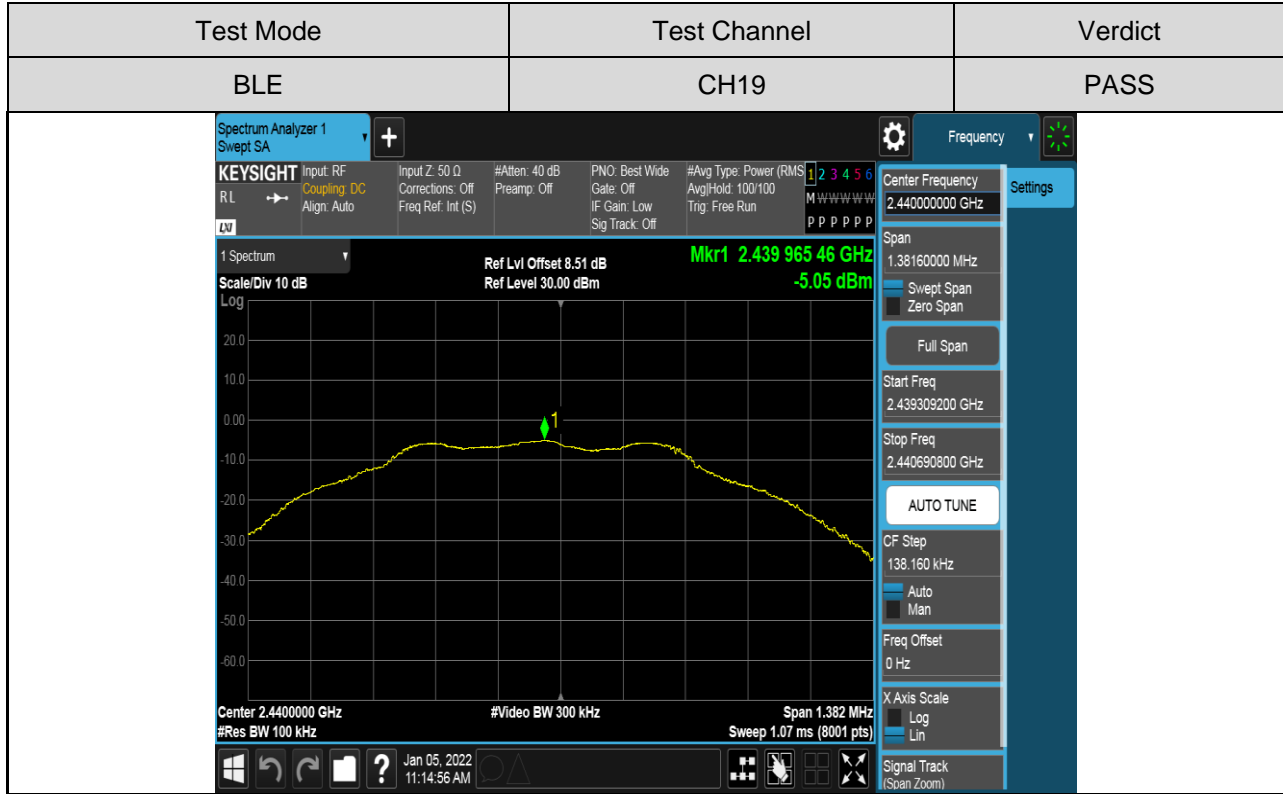 Test Mode Test Channel Verdict
BLE CH19 PASS
Spectrum Analyzer 1
Swept SA
Frequency
KEYSIGHT
R L
LXI
Input: RF
Coupling: DC
Align: Auto
Input Z: 50 Ω
Corrections: Off
Freq Ref: Int (S)
#Atten: 40 dB
Preamp: Off
PNO: Best Wide
Gate: Off
IF Gain: Low
Sig Track: Off
#Avg Type: Power (RMS
Avg|Hold: 100/100
Trig: Free Run
1 2 3 4 5 6
M W W W W W
P P P P P P
1 Spectrum
Scale/Div 10 dB
Ref Lvl Offset 8.51 dB
Ref Level 30.00 dBm
Mkr1 2.439 965 46 GHz
-5.05 dBm
Log
20.0
10.0
0.00
-10.0
-20.0
-30.0
-40.0
-50.0
-60.0
1
Center 2.4400000 GHz
#Res BW 100 kHz
#Video BW 300 kHz
Span 1.382 MHz
Sweep 1.07 ms (8001 pts)
?
Jan 05, 2022
11:14:56 AM
Center Frequency
2.440000000 GHz
Settings
Span
1.38160000 MHz
Swept Span
Zero Span
Full Span
Start Freq
2.439309200 GHz
Stop Freq
2.440690800 GHz
AUTO TUNE
CF Step
138.160 kHz
Auto
Man
Freq Offset
0 Hz
X Axis Scale
Log
Lin
Signal Track
(Span Zoom)